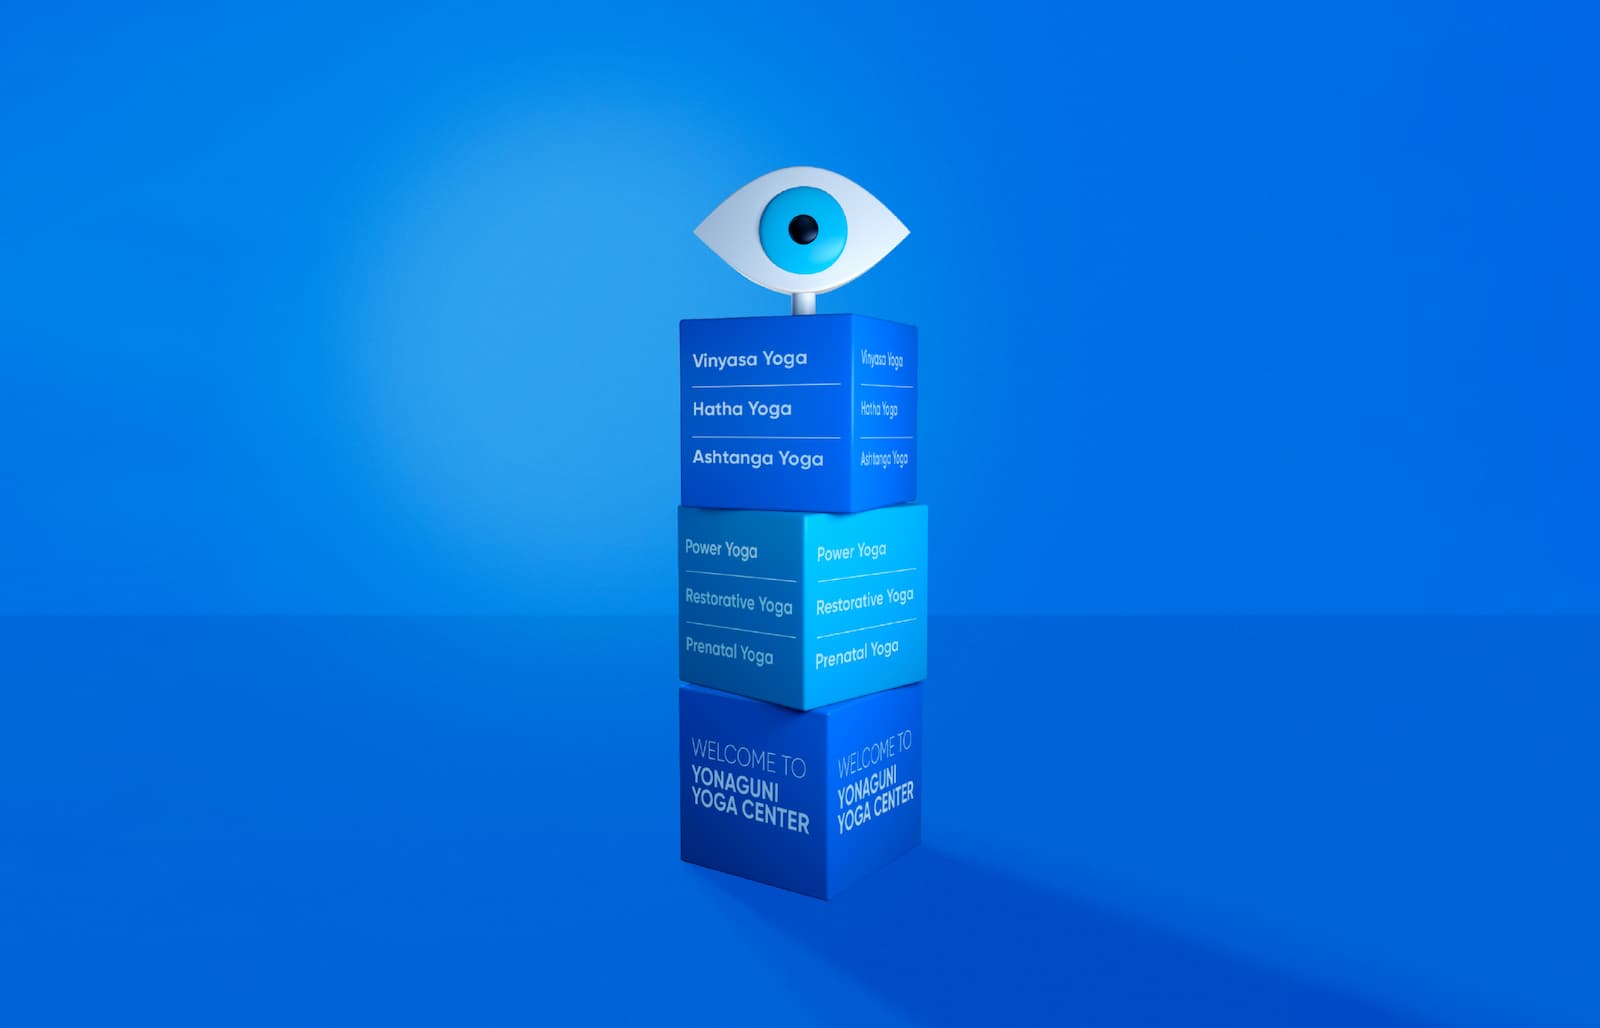 Vinyasa Yoga
Hatha Yoga
Ashtanga Yoga
Vinyasa Yoga
Hatha Yoga
Ashtanga Yoga
Power Yoga
Restorative Yoga
Prenatal Yoga
Power Yoga
Restorative Yoga
Prenatal Yoga
WELCOME TO
YONAGUNI
YOGA CENTER
WELCOME TO
YONAGUNI
YOGA CENTER